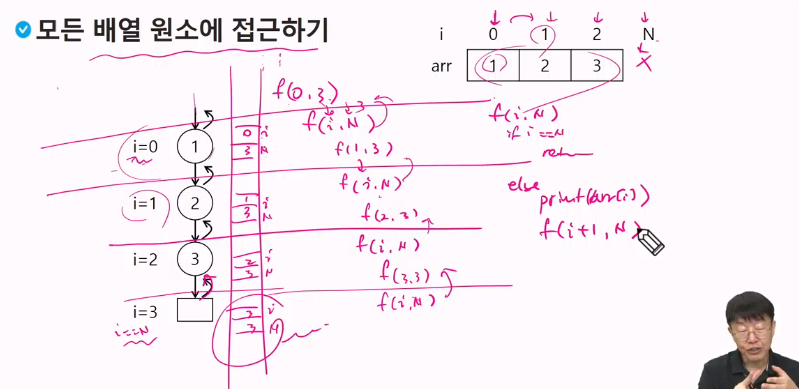 모든 배열 원소에 접근하기
i 0 1 2 N
arr 1 2 3 X
f(0,3)
f(i,N)
f(i,N)
if i==N
return
else
print(arr(i))
f(i+1,N)
i=0 1 0 i
3 N
f(1,3)
f(i,N)
i=1 2 1 i
3 N
f(2,3)
f(i,N)
i=2 3 2 i
3 N
f(3,3)
f(i,N)
i=3 3 i
i==N 3 N